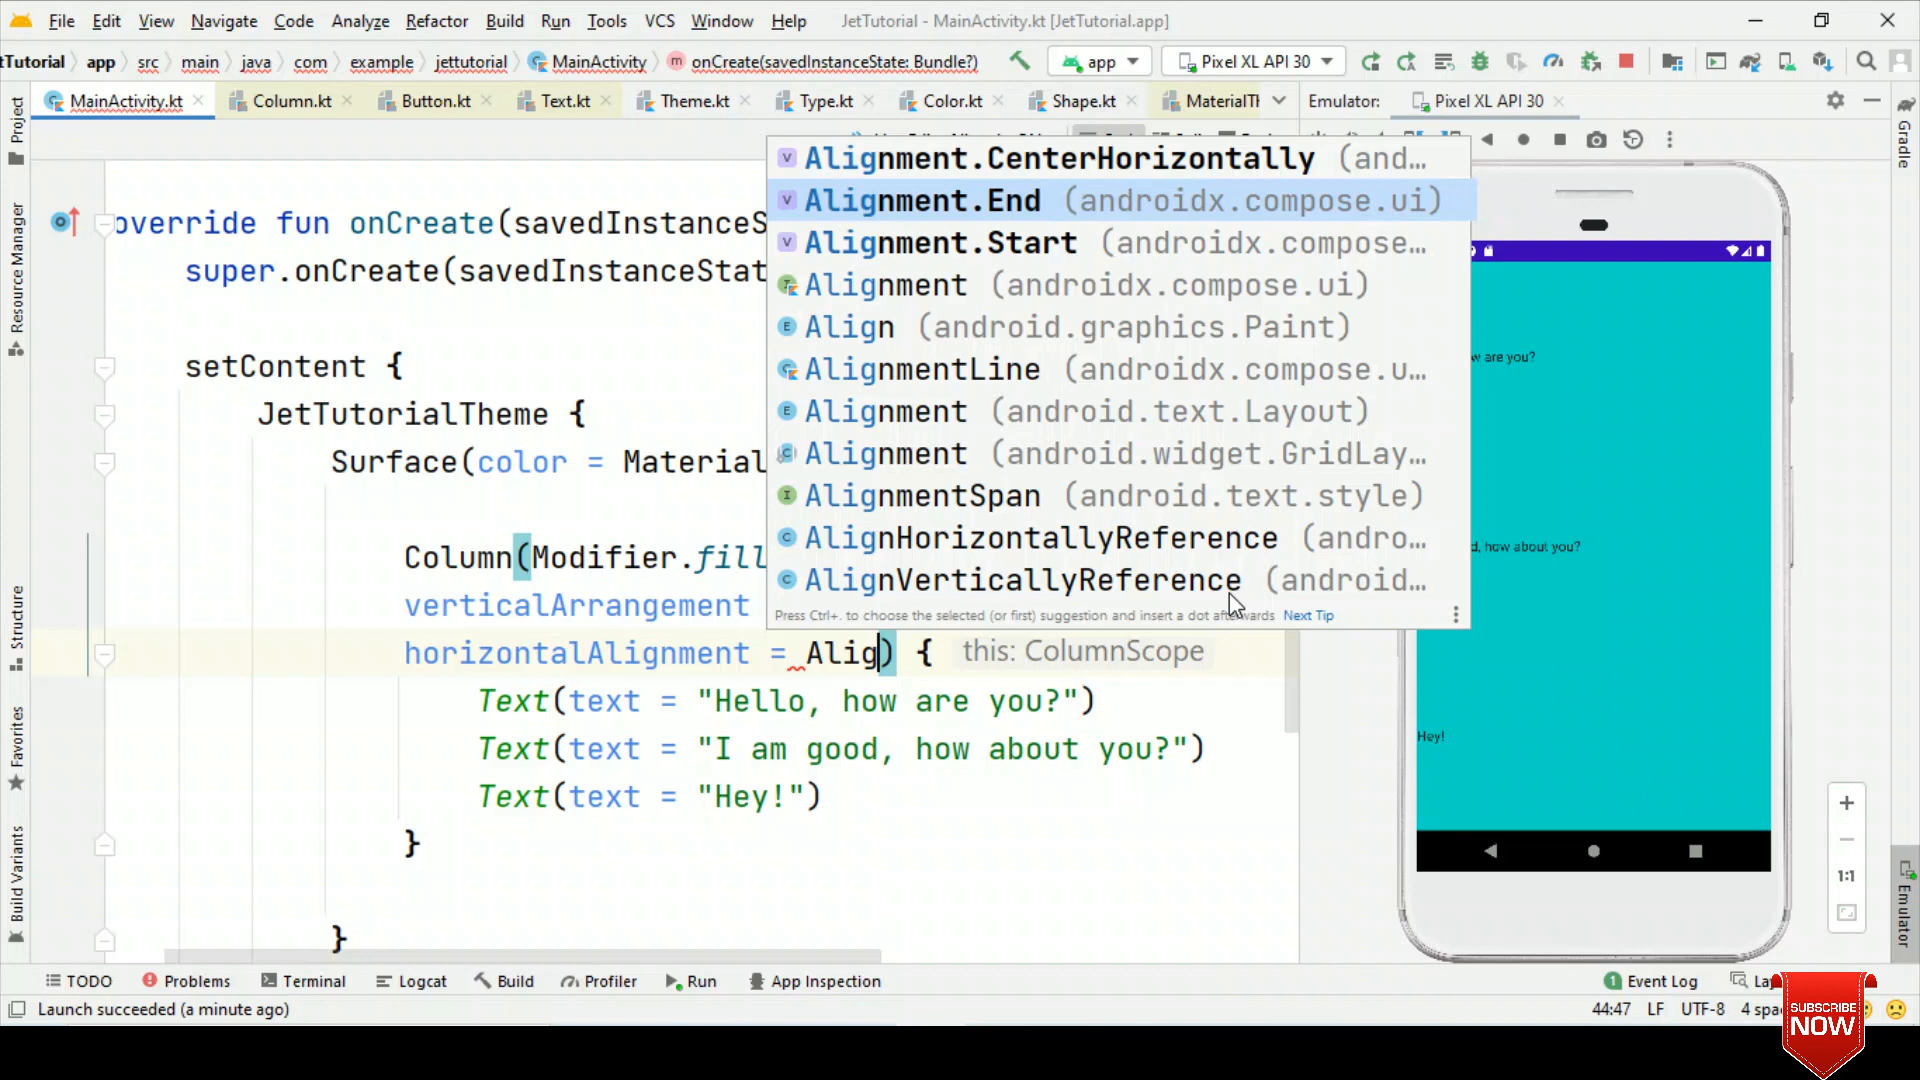 File Edit View Navigate Code Analyze Refactor Build Run Tools VCS Window Help JetTutorial - MainActivity.kt [JetTutorial.app]
tTutorial app src main java com example jettutorial MainActivity onCreate(savedInstanceState: Bundle?) app Pixel XL API 30
MainActivity.kt Column.kt Button.kt Text.kt Theme.kt Type.kt Color.kt Shape.kt MaterialTh Emulator: Pixel XL API 30
Project
Resource Manager
Structure
Favorites
Build Variants
Gradle
Emulator
override fun onCreate(savedInstanceS
super.onCreate(savedInstanceStat
setContent {
JetTutorialTheme {
Surface(color = Material
Column(Modifier.fill
verticalArrangement
horizontalAlignment = Alig) { this: ColumnScope
Text(text = "Hello, how are you?")
Text(text = "I am good, how about you?")
Text(text = "Hey!")
}
}
Alignment.CenterHorizontally (and...
Alignment.End (androidx.compose.ui)
Alignment.Start (androidx.compose...
Alignment (androidx.compose.ui)
Align (android.graphics.Paint)
AlignmentLine (androidx.compose.u...
Alignment (android.text.Layout)
Alignment (android.widget.GridLay...
AlignmentSpan (android.text.style)
AlignHorizontallyReference (andro...
AlignVerticallyReference (android...
Press Ctrl+. to choose the selected (or first) suggestion and insert a dot afterwards Next Tip
w are you?
d, how about you?
Hey!
1:1
TODO Problems Terminal Logcat Build Profiler Run App Inspection 1 Event Log Lay
Launch succeeded (a minute ago) 44:47 LF UTF-8 4 spa
SUBSCRIBE
NOW